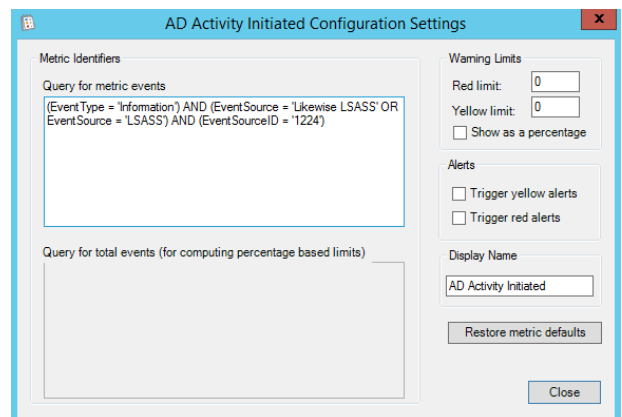 AD Activity Initiated Configuration Settings
x
Metric Identifiers
Query for metric events
(EventType = 'Information') AND (EventSource = 'Likewise LSASS' OR
EventSource = 'LSASS') AND (EventSourceID = '1224')
Query for total events (for computing percentage based limits)
Warning Limits
Red limit: 0
Yellow limit: 0
Show as a percentage
Alerts
Trigger yellow alerts
Trigger red alerts
Display Name
AD Activity Initiated
Restore metric defaults
Close